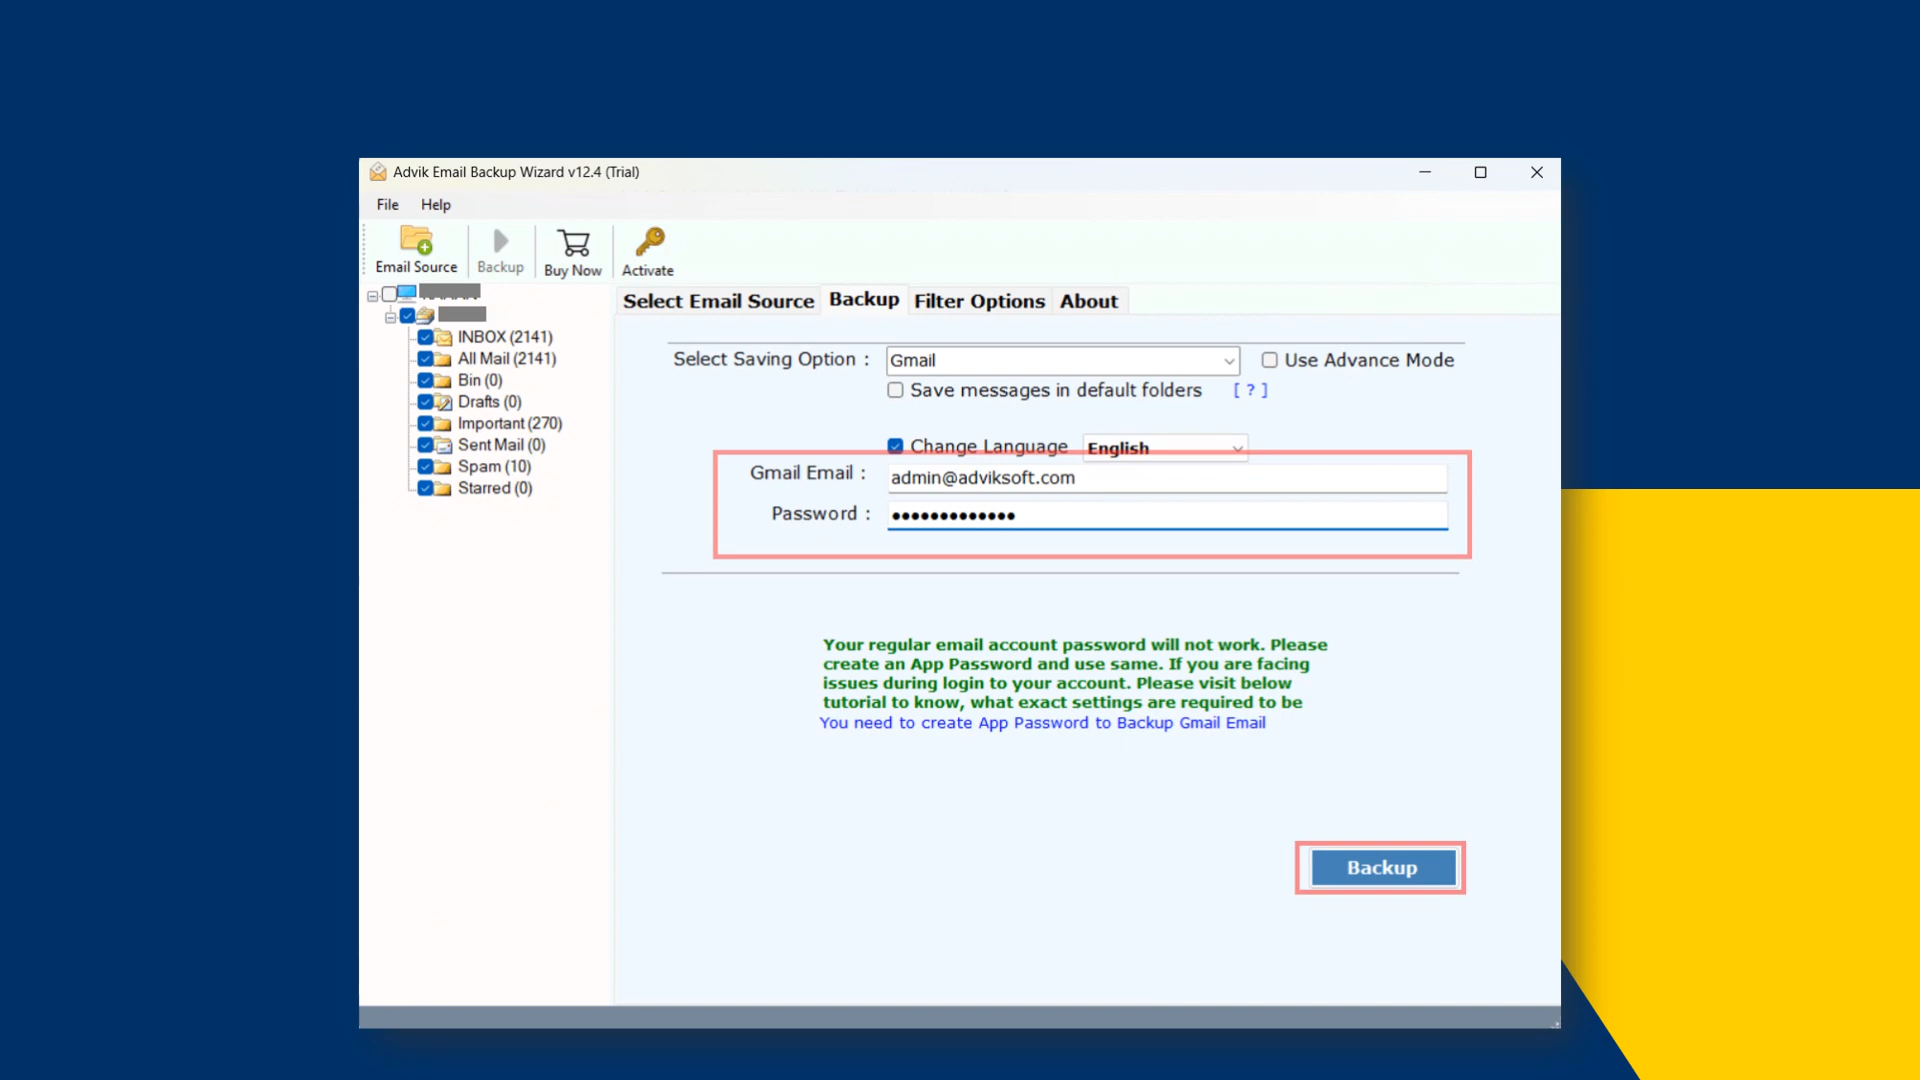 Advik Email Backup Wizard v12.4 (Trial)
File Help
Email Source Backup Buy Now Activate
INBOX (2141)
All Mail (2141)
Bin (0)
Drafts (0)
Important (270)
Sent Mail (0)
Spam (10)
Starred (0)
Select Email Source Backup Filter Options About
Select Saving Option : Gmail Use Advance Mode
Save messages in default folders [ ? ]
Change Language English
Gmail Email : admin@adviksoft.com
Password : •••••••••••••
Your regular email account password will not work. Please
create an App Password and use same. If you are facing
issues during login to your account. Please visit below
tutorial to know, what exact settings are required to be
You need to create App Password to Backup Gmail Email
Backup